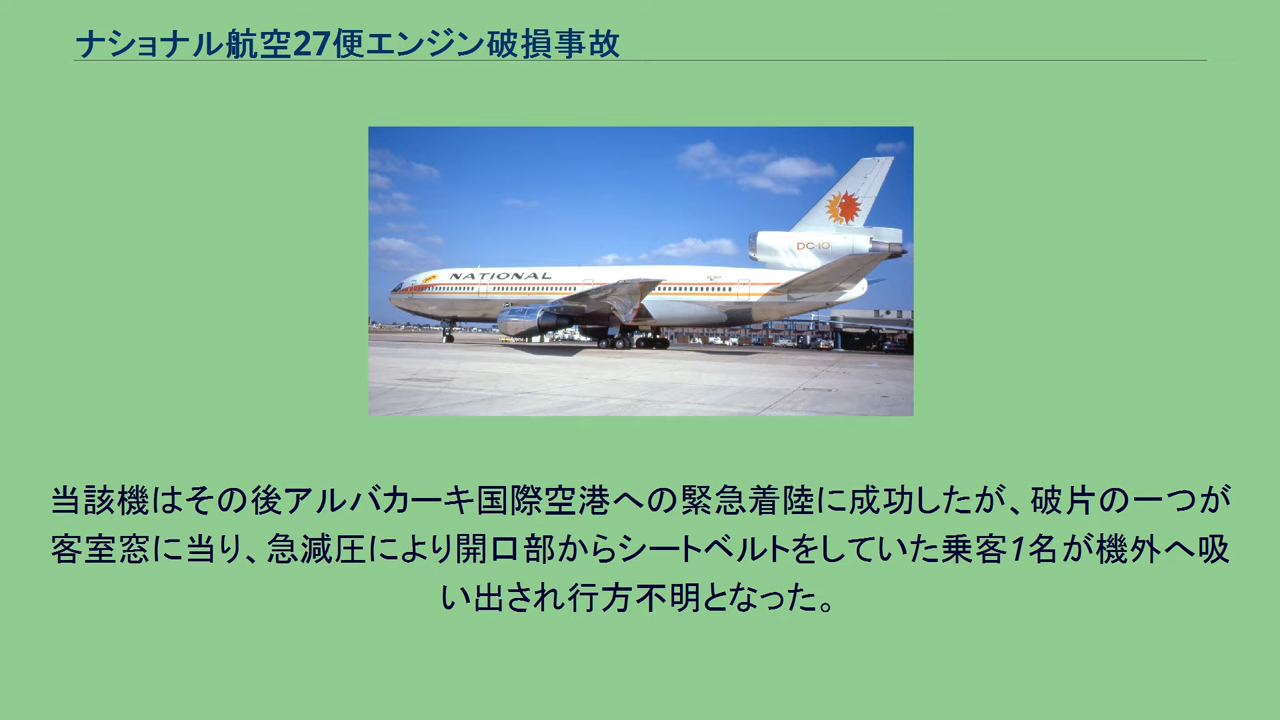 ナショナル航空27便エンジン破損事故
NATIONAL
DC-10
当該機はその後アルバカーキ国際空港への緊急着陸に成功したが、破片の一つが
客室窓に当り、急減圧により開口部からシートベルトをしていた乗客1名が機外へ吸
い出され行方不明となった。